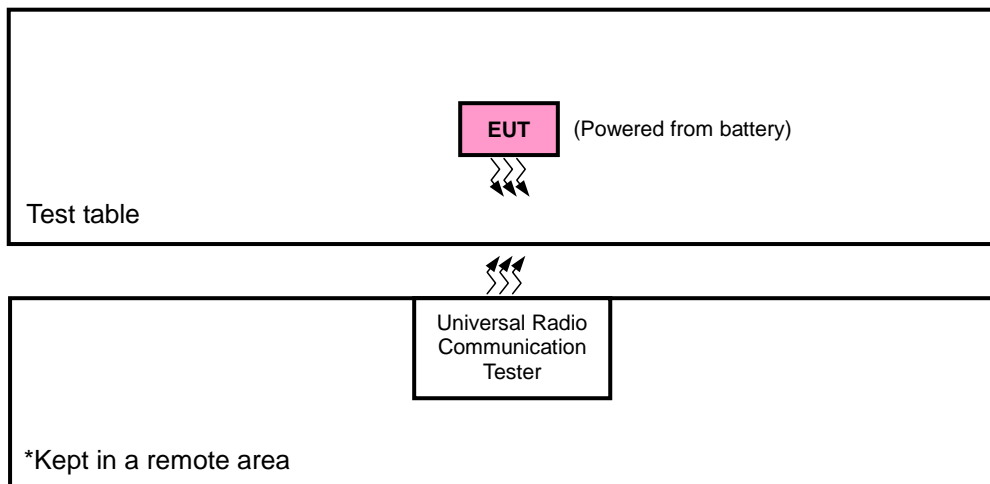 EUT
(Powered from battery)
Test table
Universal Radio
Communication
Tester
*Kept in a remote area